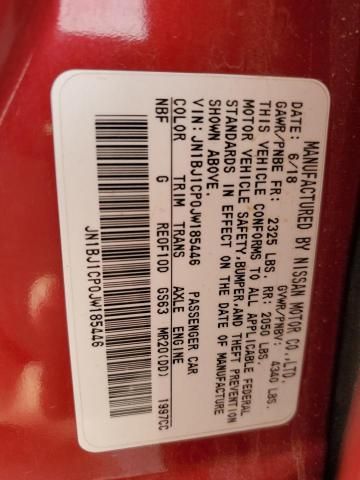 MANUFACTURED BY NISSAN MOTOR CO.,LTD.
DATE: 6/18 GVWR/PNBV: 4340 LBS.
GAWR/PNBE FR: 2325 LBS. RR: 2050 LBS.
THIS VEHICLE CONFORMS TO ALL APPLICABLE FEDERAL
MOTOR VEHICLE SAFETY,BUMPER,AND THEFT PREVENTION
STANDARDS IN EFFECT ON THE DATE OF MANUFACTURE
SHOWN ABOVE.
VIN: JN1BJ1CP0JW185446 PASSENGER CAR
COLOR TRIM TRANS AXLE ENGINE
NBF G RE0F10D GS63 MR20(DD) 1997CC
JN1BJ1CP0JW185446